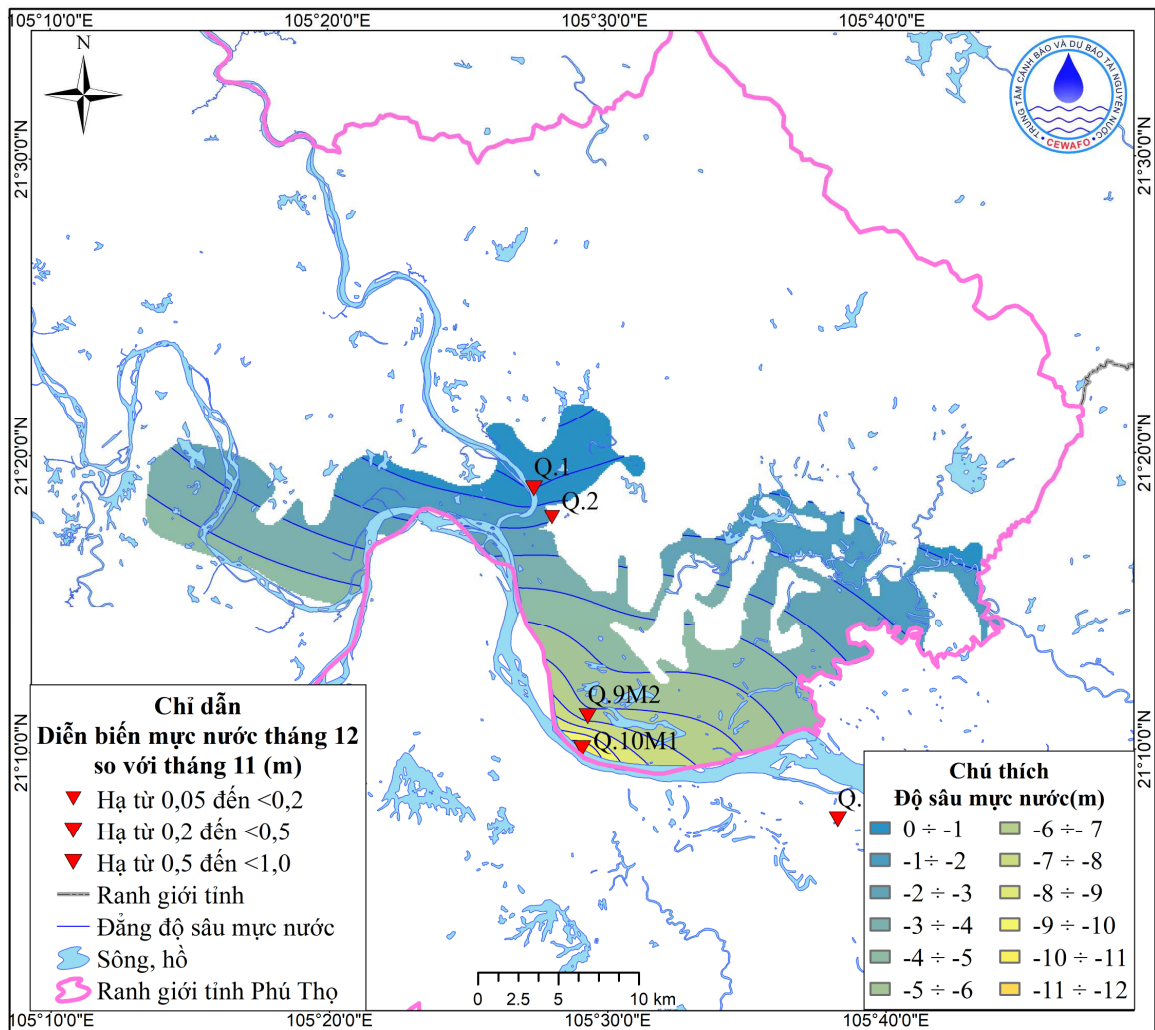 105°10'0"E
105°20'0"E
105°30'0"E
105°40'0"E
N
TRUNG TÂM CẢNH BÁO VÀ DỰ BÁO TÀI NGUYÊN NƯỚC
• CEWAFO •
21°30'0"N
21°30'0"N
21°20'0"N
21°20'0"N
Q.1
Q.2
Q.9M2
Q.10M1
21°10'0"N
21°10'0"N
Q.
Chỉ dẫn
Diễn biến mực nước tháng 12
so với tháng 11 (m)
Hạ từ 0,05 đến <0,2
Hạ từ 0,2 đến <0,5
Hạ từ 0,5 đến <1,0
Ranh giới tỉnh
Đẳng độ sâu mực nước
Sông, hồ
Ranh giới tỉnh Phú Thọ
0 2.5 5 10 km
Chú thích
Độ sâu mực nước(m)
0 ÷ -1
-1÷ -2
-2 ÷ -3
-3 ÷ -4
-4 ÷ -5
-5 ÷ -6
-6 ÷- 7
-7 ÷ -8
-8 ÷ -9
-9 ÷ -10
-10 ÷ -11
-11 ÷ -12
105°10'0"E
105°20'0"E
105°30'0"E
105°40'0"E